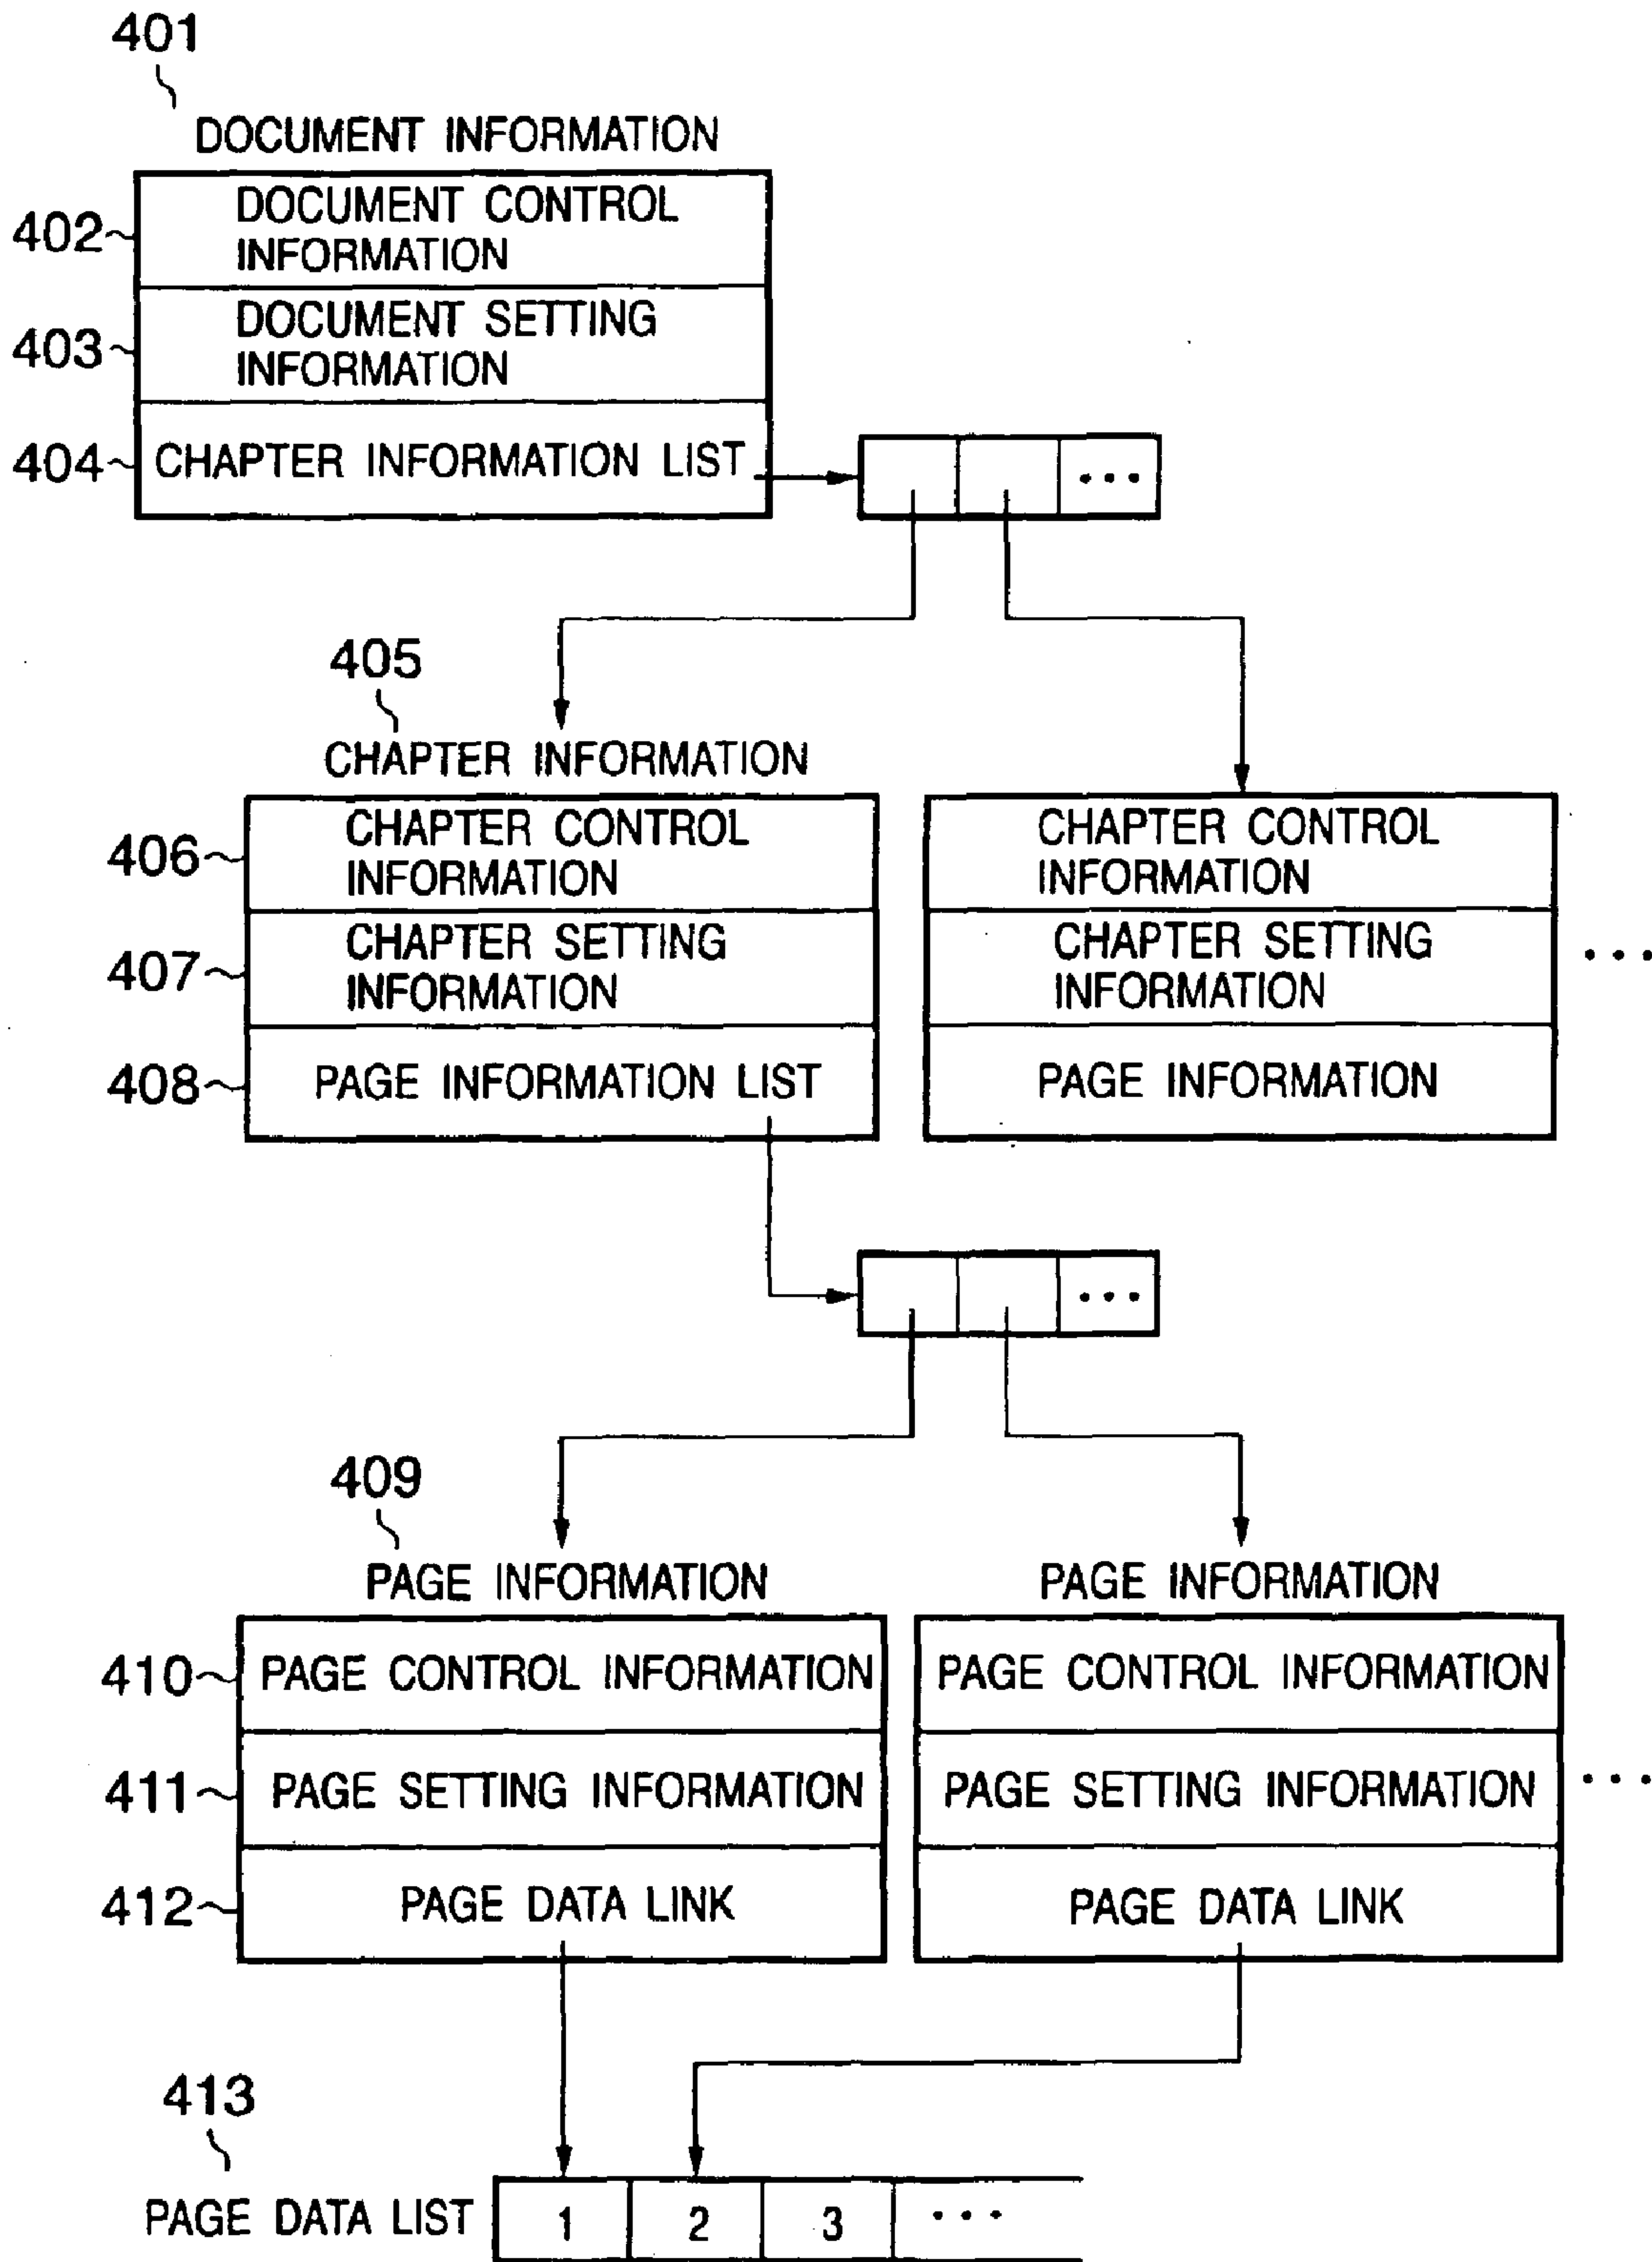 401
DOCUMENT INFORMATION
402
DOCUMENT CONTROL
INFORMATION
403
DOCUMENT SETTING
INFORMATION
404
CHAPTER INFORMATION LIST
...
405
CHAPTER INFORMATION
406
CHAPTER CONTROL
INFORMATION
CHAPTER CONTROL
INFORMATION
407
CHAPTER SETTING
INFORMATION
CHAPTER SETTING
INFORMATION
...
408
PAGE INFORMATION LIST
PAGE INFORMATION
...
409
PAGE INFORMATION
PAGE INFORMATION
410
PAGE CONTROL INFORMATION
PAGE CONTROL INFORMATION
411
PAGE SETTING INFORMATION
PAGE SETTING INFORMATION
...
412
PAGE DATA LINK
PAGE DATA LINK
413
PAGE DATA LIST
1
2
3
...